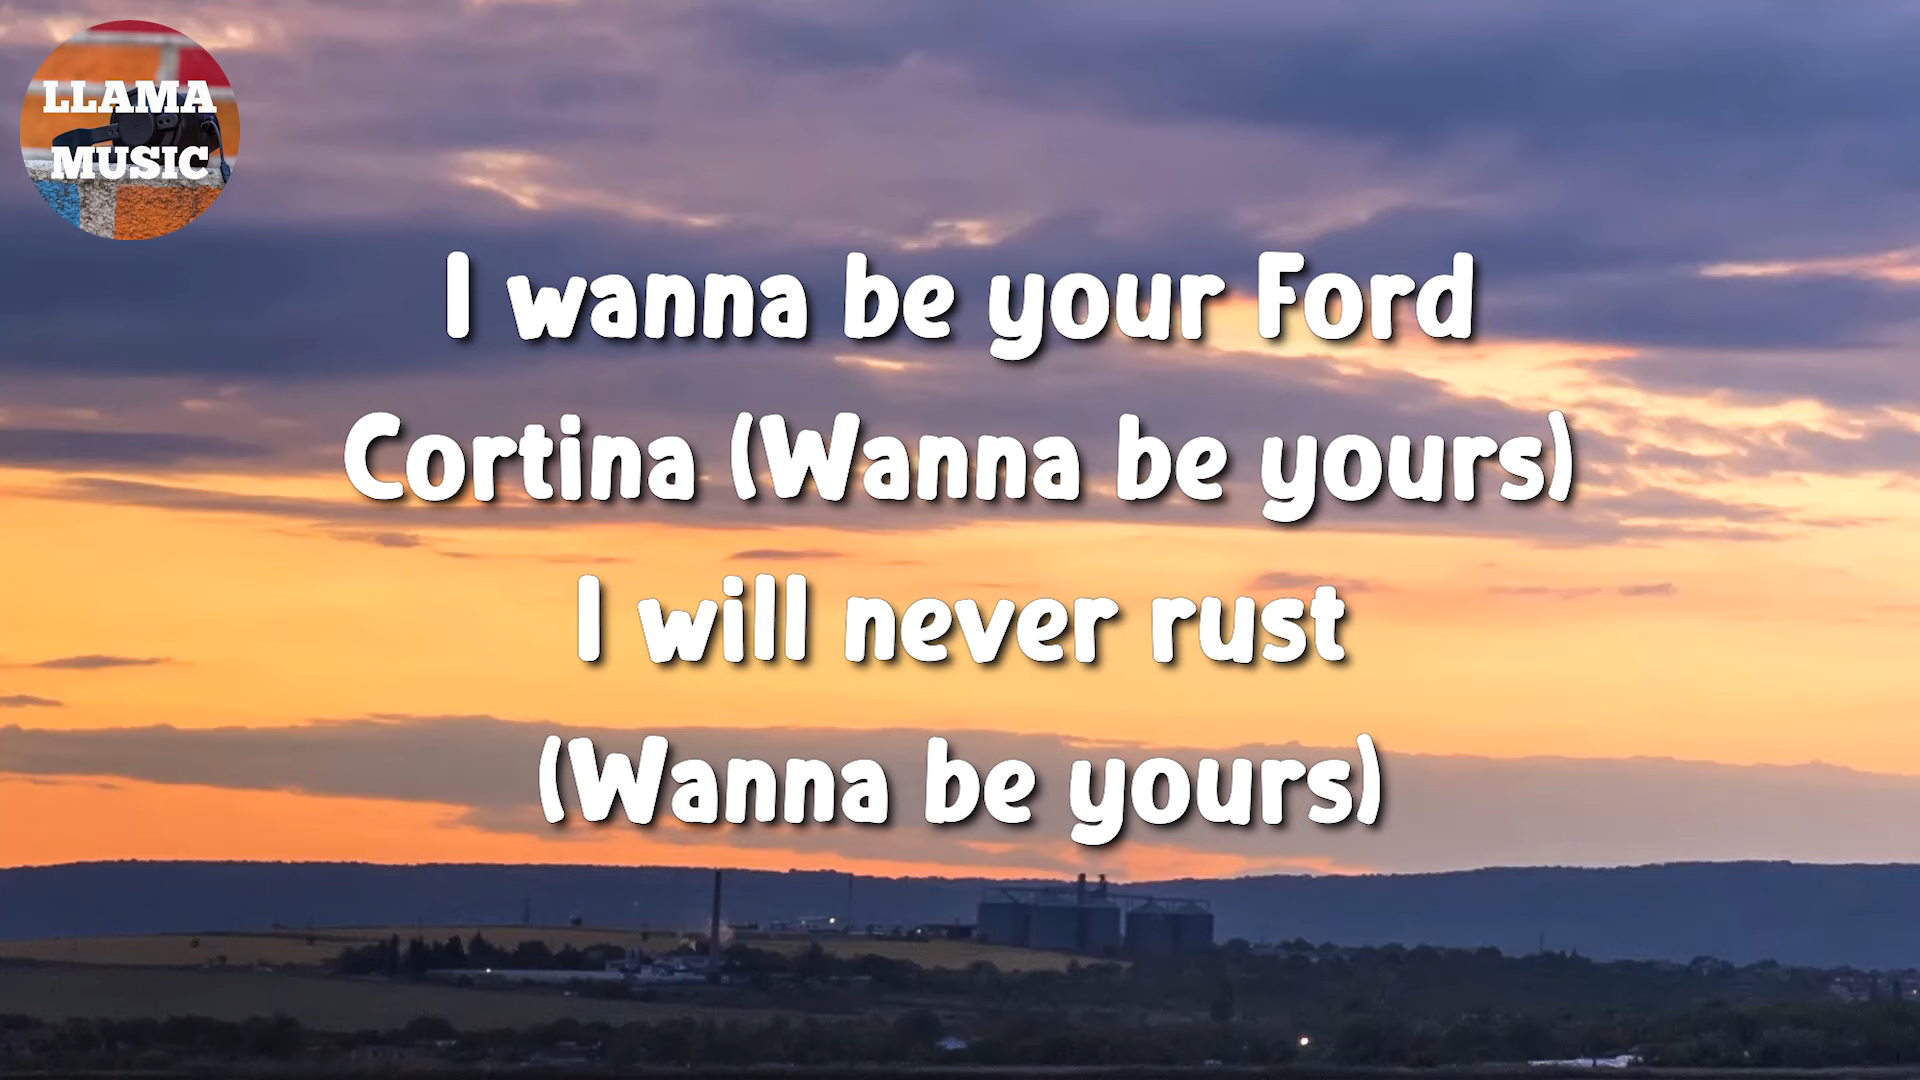 LLAMA
MUSIC
I wanna be your Ford
Cortina (Wanna be yours)
I will never rust
(Wanna be yours)